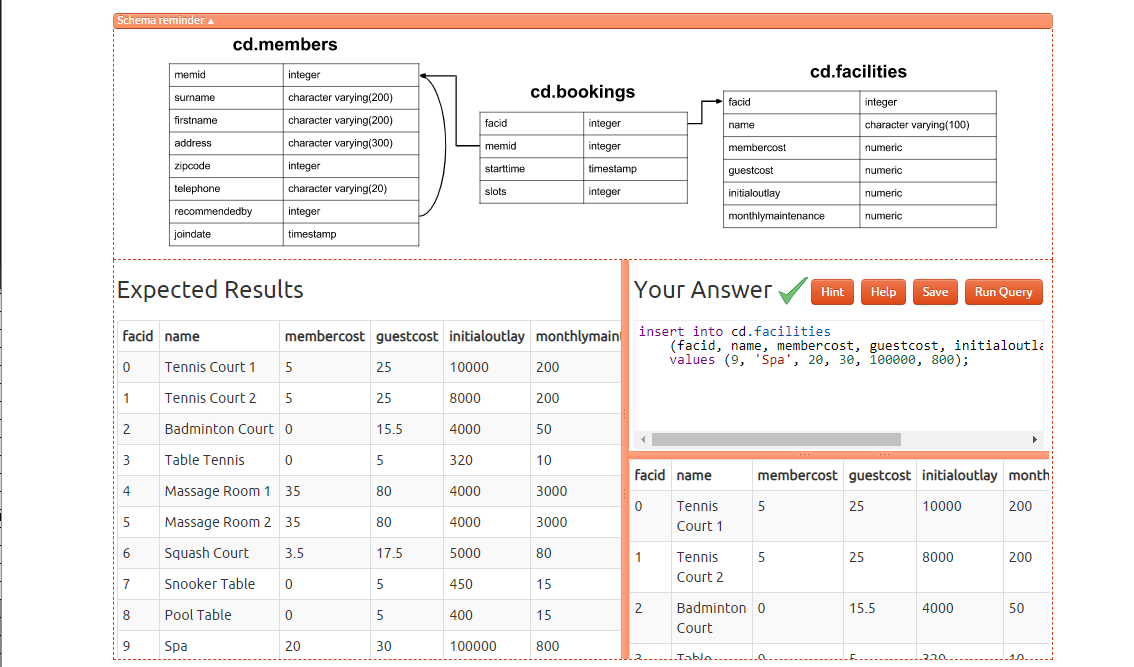 Schema reminder ▲
cd.members
memid integer
surname character varying(200)
firstname character varying(200)
address character varying(300)
zipcode integer
telephone character varying(20)
recommendedby integer
joindate timestamp
cd.bookings
facid integer
memid integer
starttime timestamp
slots integer
cd.facilities
facid integer
name character varying(100)
membercost numeric
guestcost numeric
initialoutlay numeric
monthlymaintenance numeric
Expected Results
facid name membercost guestcost initialoutlay monthlymain
0 Tennis Court 1 5 25 10000 200
1 Tennis Court 2 5 25 8000 200
2 Badminton Court 0 15.5 4000 50
3 Table Tennis 0 5 320 10
4 Massage Room 1 35 80 4000 3000
5 Massage Room 2 35 80 4000 3000
6 Squash Court 3.5 17.5 5000 80
7 Snooker Table 0 5 450 15
8 Pool Table 0 5 400 15
9 Spa 20 30 100000 800
Your Answer Hint Help Save Run Query
insert into cd.facilities
(facid, name, membercost, guestcost, initialoutla
values (9, 'Spa', 20, 30, 100000, 800);
facid name membercost guestcost initialoutlay month
0 Tennis 5 25 10000 200
Court 1
1 Tennis 5 25 8000 200
Court 2
2 Badminton 0 15.5 4000 50
Court
3 Table 0 5 320 10